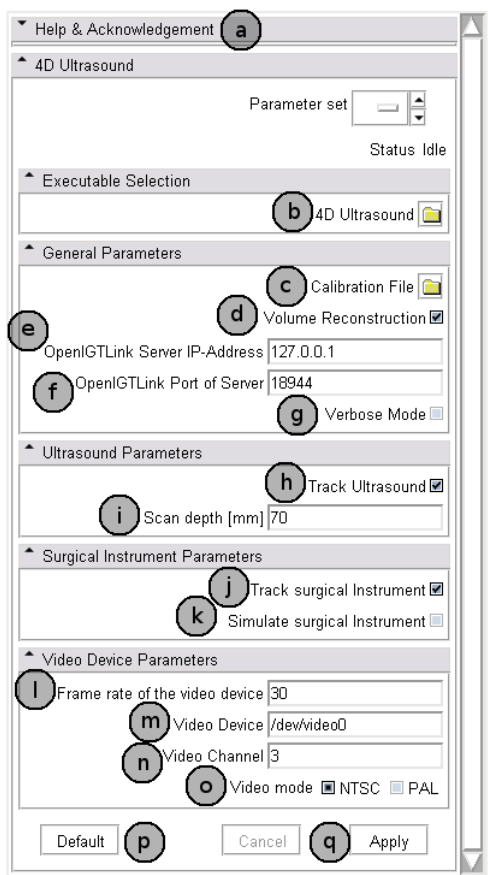 Help & Acknowledgement a
4D Ultrasound
Parameter set
Status Idle
Executable Selection
b 4D Ultrasound
General Parameters
c Calibration File
d Volume Reconstruction
e OpenIGTLink Server IP-Address 127.0.0.1
f OpenIGTLink Port of Server 18944
g Verbose Mode
Ultrasound Parameters
h Track Ultrasound
i Scan depth [mm] 70
Surgical Instrument Parameters
j Track surgical Instrument
k Simulate surgical Instrument
Video Device Parameters
l Frame rate of the video device 30
m Video Device /dev/video0
n Video Channel 3
o Video mode NTSC PAL
Default p Cancel q Apply